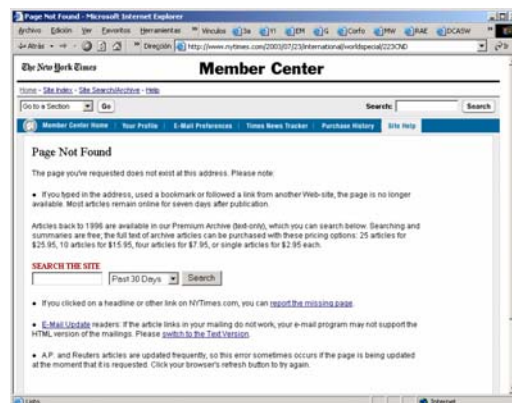 Page Not Found - Microsoft Internet Explorer
Archivo Edición Ver Favoritos Herramientas » Vínculos 3a 11 EM G Corfo MW RAE DCASW »
Atrás » Dirección http://www.nytimes.com/2003/07/23/international/worldspecial/223CND
The New York Times Member Center
Home - Site Index - Site Search/Archive - Help
Go to a Section Go Search: Search
Member Center Home Your Profile E-Mail Preferences Times News Tracker Purchase History Site Help
Page Not Found
The page you've requested does not exist at this address. Please note:
• If you typed in the address, used a bookmark or followed a link from another Web-site, the page is no longer
available. Most articles remain online for seven days after publication.
Articles back to 1996 are available in our Premium Archive (text-only), which you can search below. Searching and
summaries are free; the full text of archive articles can be purchased with these pricing options: 25 articles for
$25.95, 10 articles for $15.95, four articles for $7.95, or single articles for $2.95 each.
SEARCH THE SITE
Past 30 Days Search
• If you clicked on a headline or other link on NYTimes.com, you can report the missing page.
• E-Mail Update readers: If the article links in your mailing do not work, your e-mail program may not support the
HTML version of the mailings. Please switch to the Text Version.
• A.P. and Reuters articles are updated frequently, so this error sometimes occurs if the page is being updated
at the moment that it is requested. Click your browser's refresh button to try again.
Listo Internet